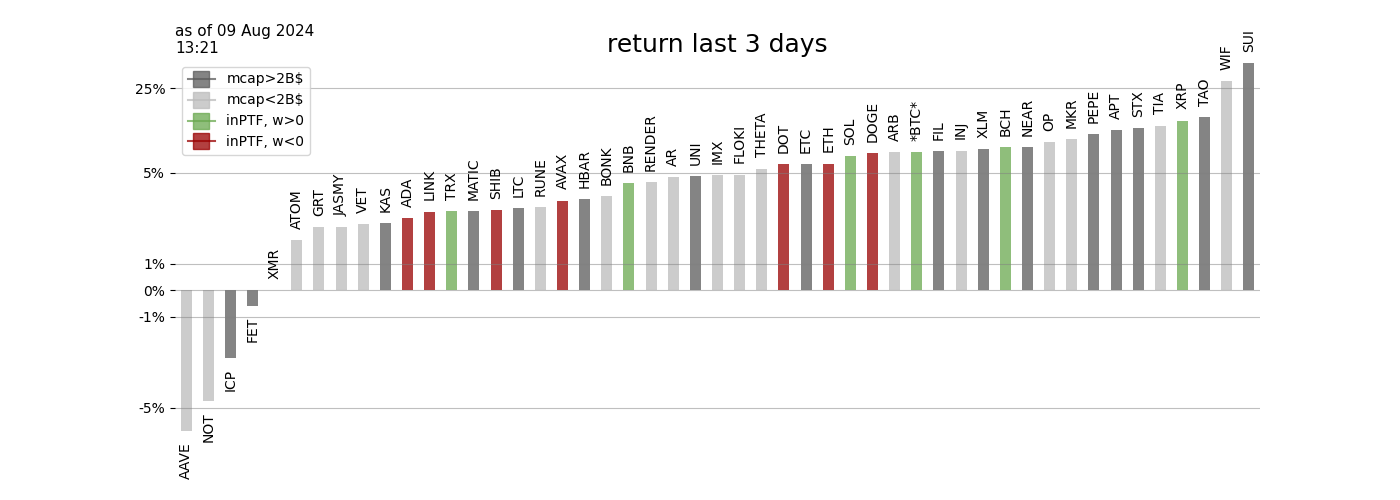 as of 09 Aug 2024
13:21
return last 3 days
mcap>2B$
mcap<2B$
inPTF, w>0
inPTF, w<0
25%
5%
1%
0%
-1%
-5%
AAVE
NOT
ICP
FET
XMR
ATOM
GRT
JASMY
VET
KAS
ADA
LINK
TRX
MATIC
SHIB
LTC
RUNE
AVAX
HBAR
BONK
BNB
RENDER
AR
UNI
IMX
FLOKI
THETA
DOT
ETC
ETH
SOL
DOGE
ARB
*BTC*
FIL
INJ
XLM
BCH
NEAR
OP
MKR
PEPE
APT
STX
TIA
XRP
TAO
WIF
SUI